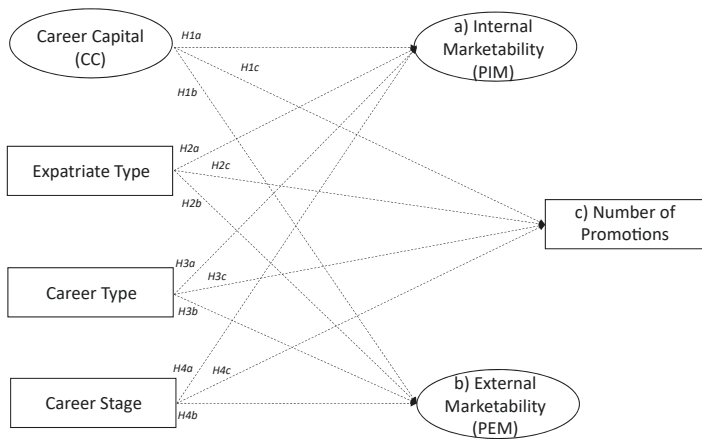 Career Capital
(CC)
H1a
H1c
H1b
a) Internal
Marketability
(PIM)
Expatriate Type
H2a
H2c
H2b
c) Number of
Promotions
Career Type
H3a
H3c
H3b
Career Stage
H4a
H4c
H4b
b) External
Marketability
(PEM)